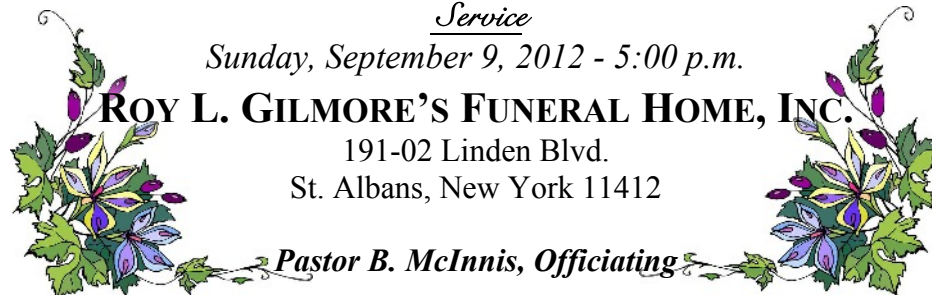 Service
Sunday, September 9, 2012 - 5:00 p.m.
ROY L. GILMORE'S FUNERAL HOME, INC.
191-02 Linden Blvd.
St. Albans, New York 11412
Pastor B. McInnis, Officiating